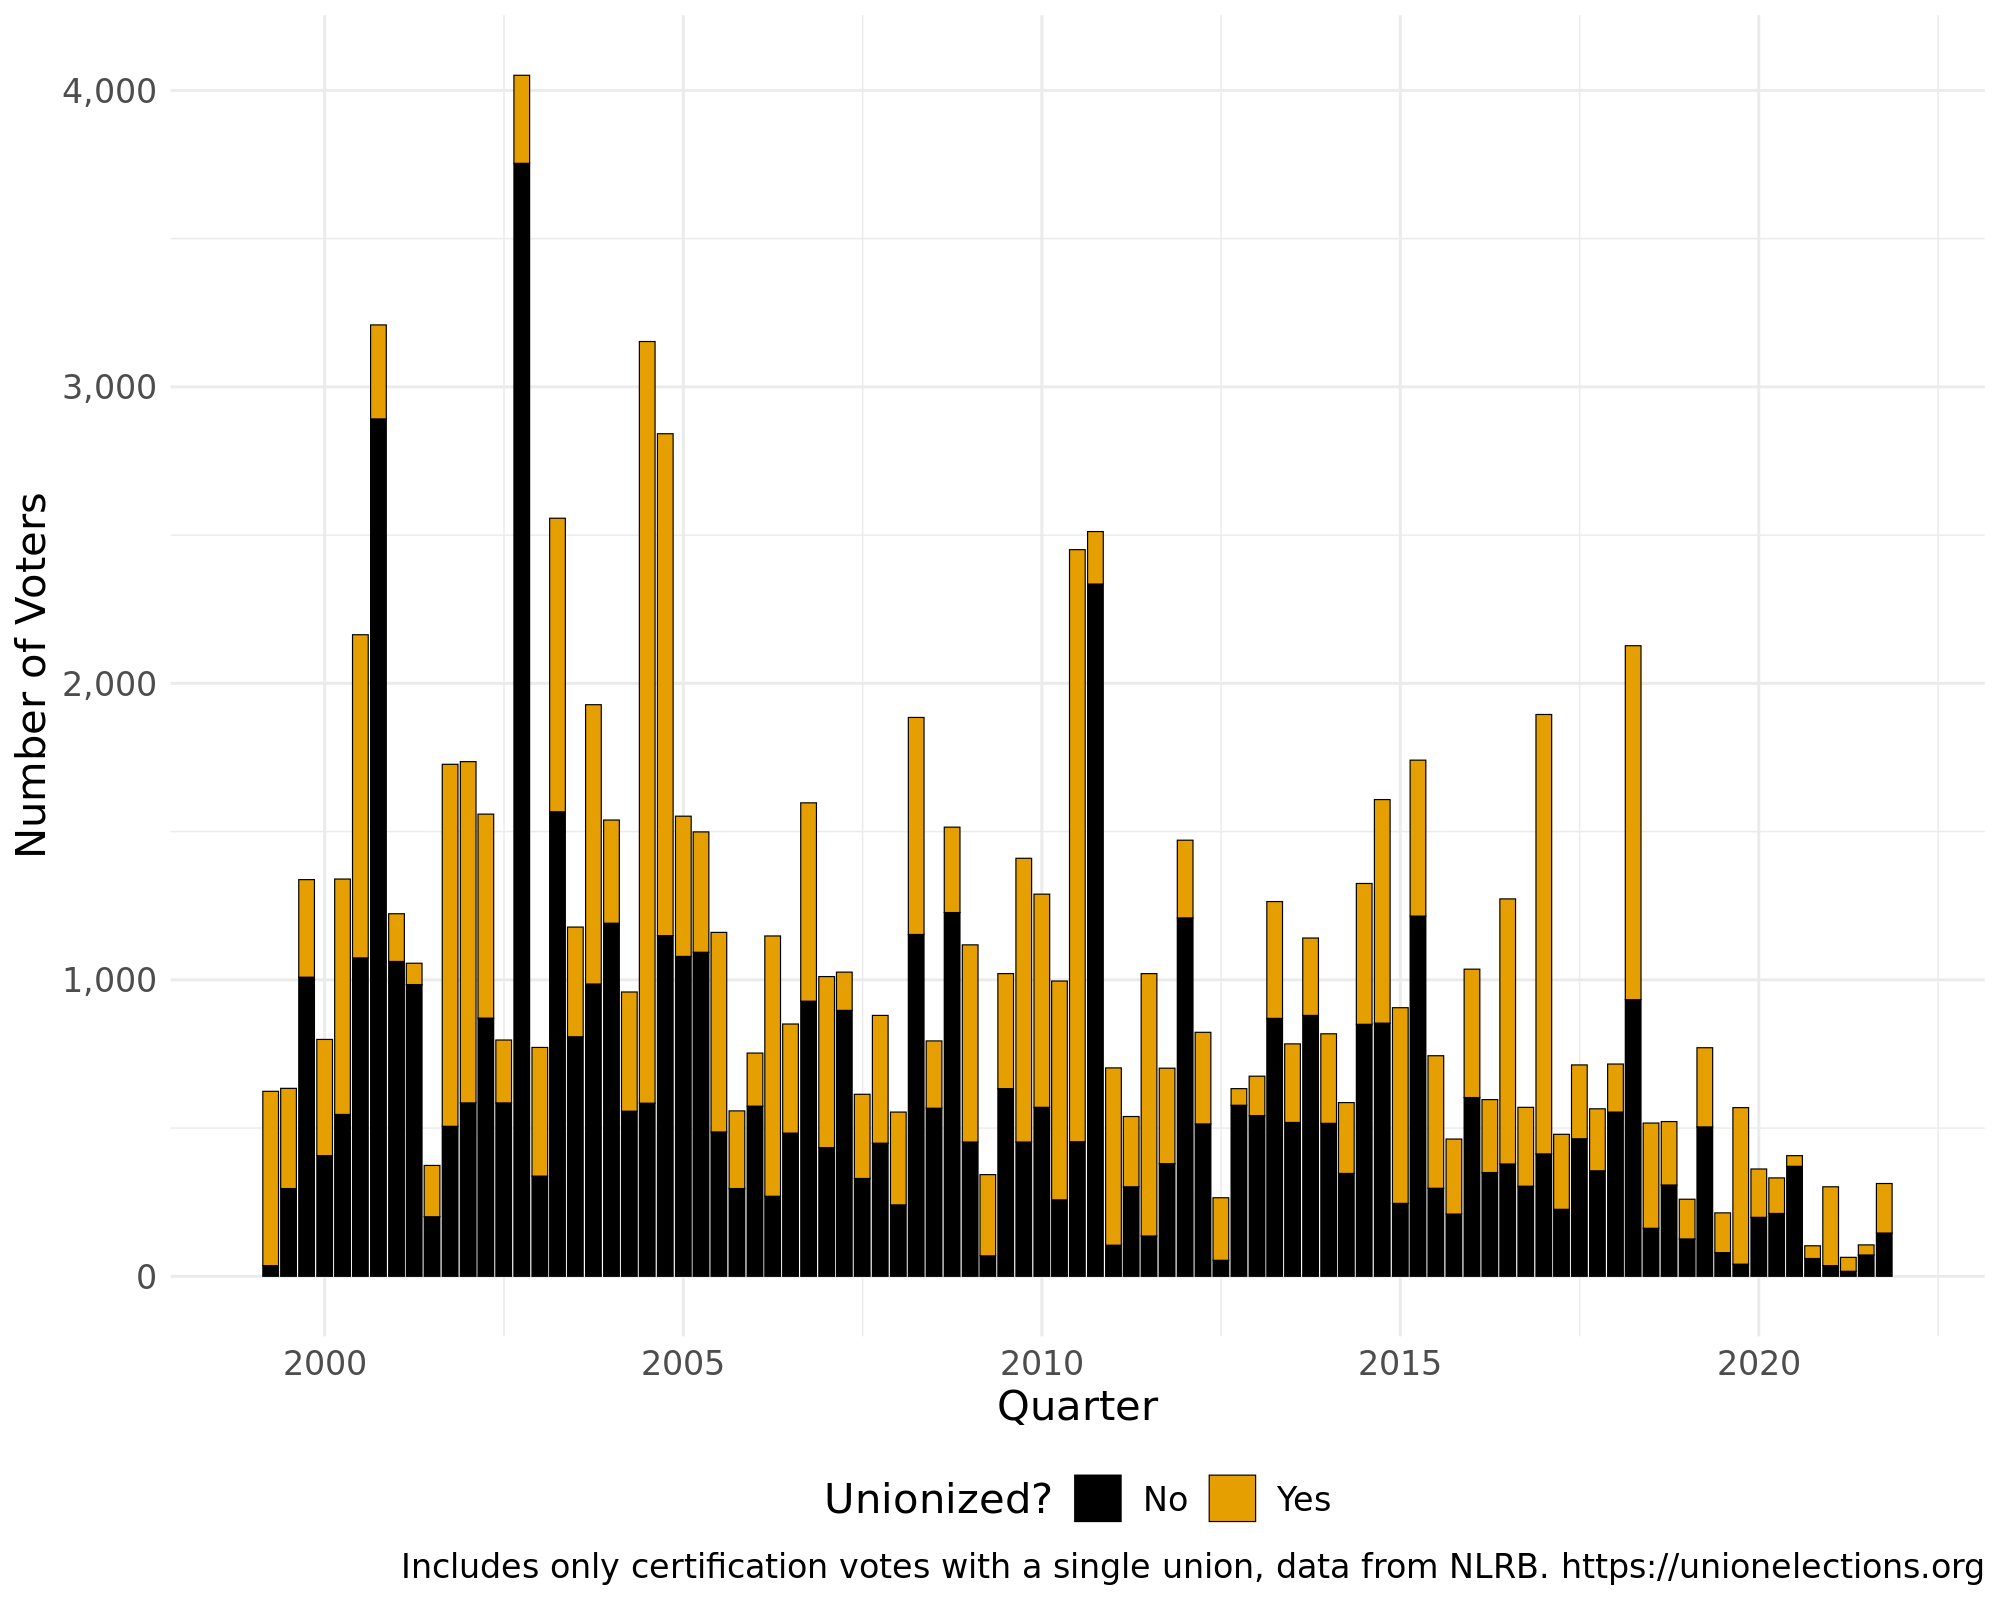 4,000
3,000
2,000
1,000
0
Number of Voters
2000 2005 2010 2015 2020
Quarter
Unionized? No Yes
Includes only certification votes with a single union, data from NLRB. https://unionelections.org